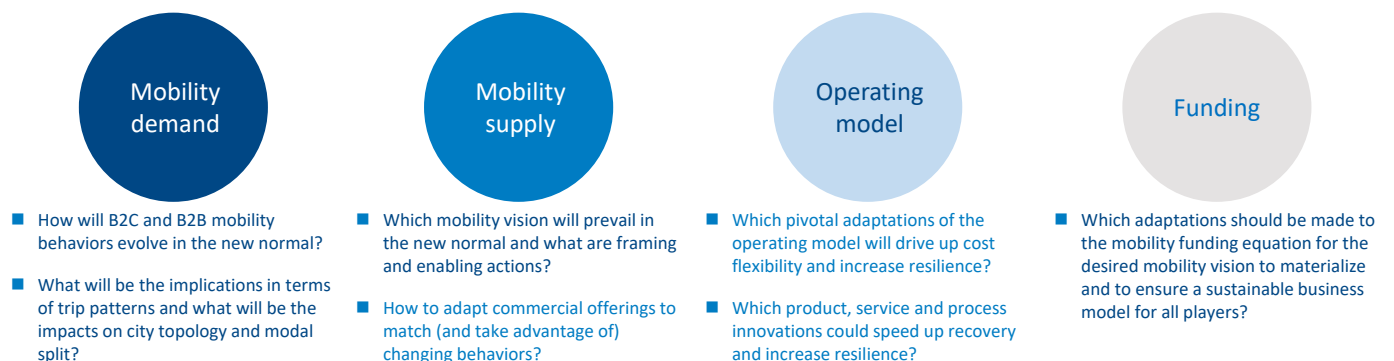 Mobility
demand
Mobility
supply
Operating
model
Funding
■ How will B2C and B2B mobility
behaviors evolve in the new normal?
■ What will be the implications in terms
of trip patterns and what will be the
impacts on city topology and modal
split?
■ Which mobility vision will prevail in
the new normal and what are framing
and enabling actions?
■ How to adapt commercial offerings to
match (and take advantage of)
changing behaviors?
■ Which pivotal adaptations of the
operating model will drive up cost
flexibility and increase resilience?
■ Which product, service and process
innovations could speed up recovery
and increase resilience?
■ Which adaptations should be made to
the mobility funding equation for the
desired mobility vision to materialize
and to ensure a sustainable business
model for all players?